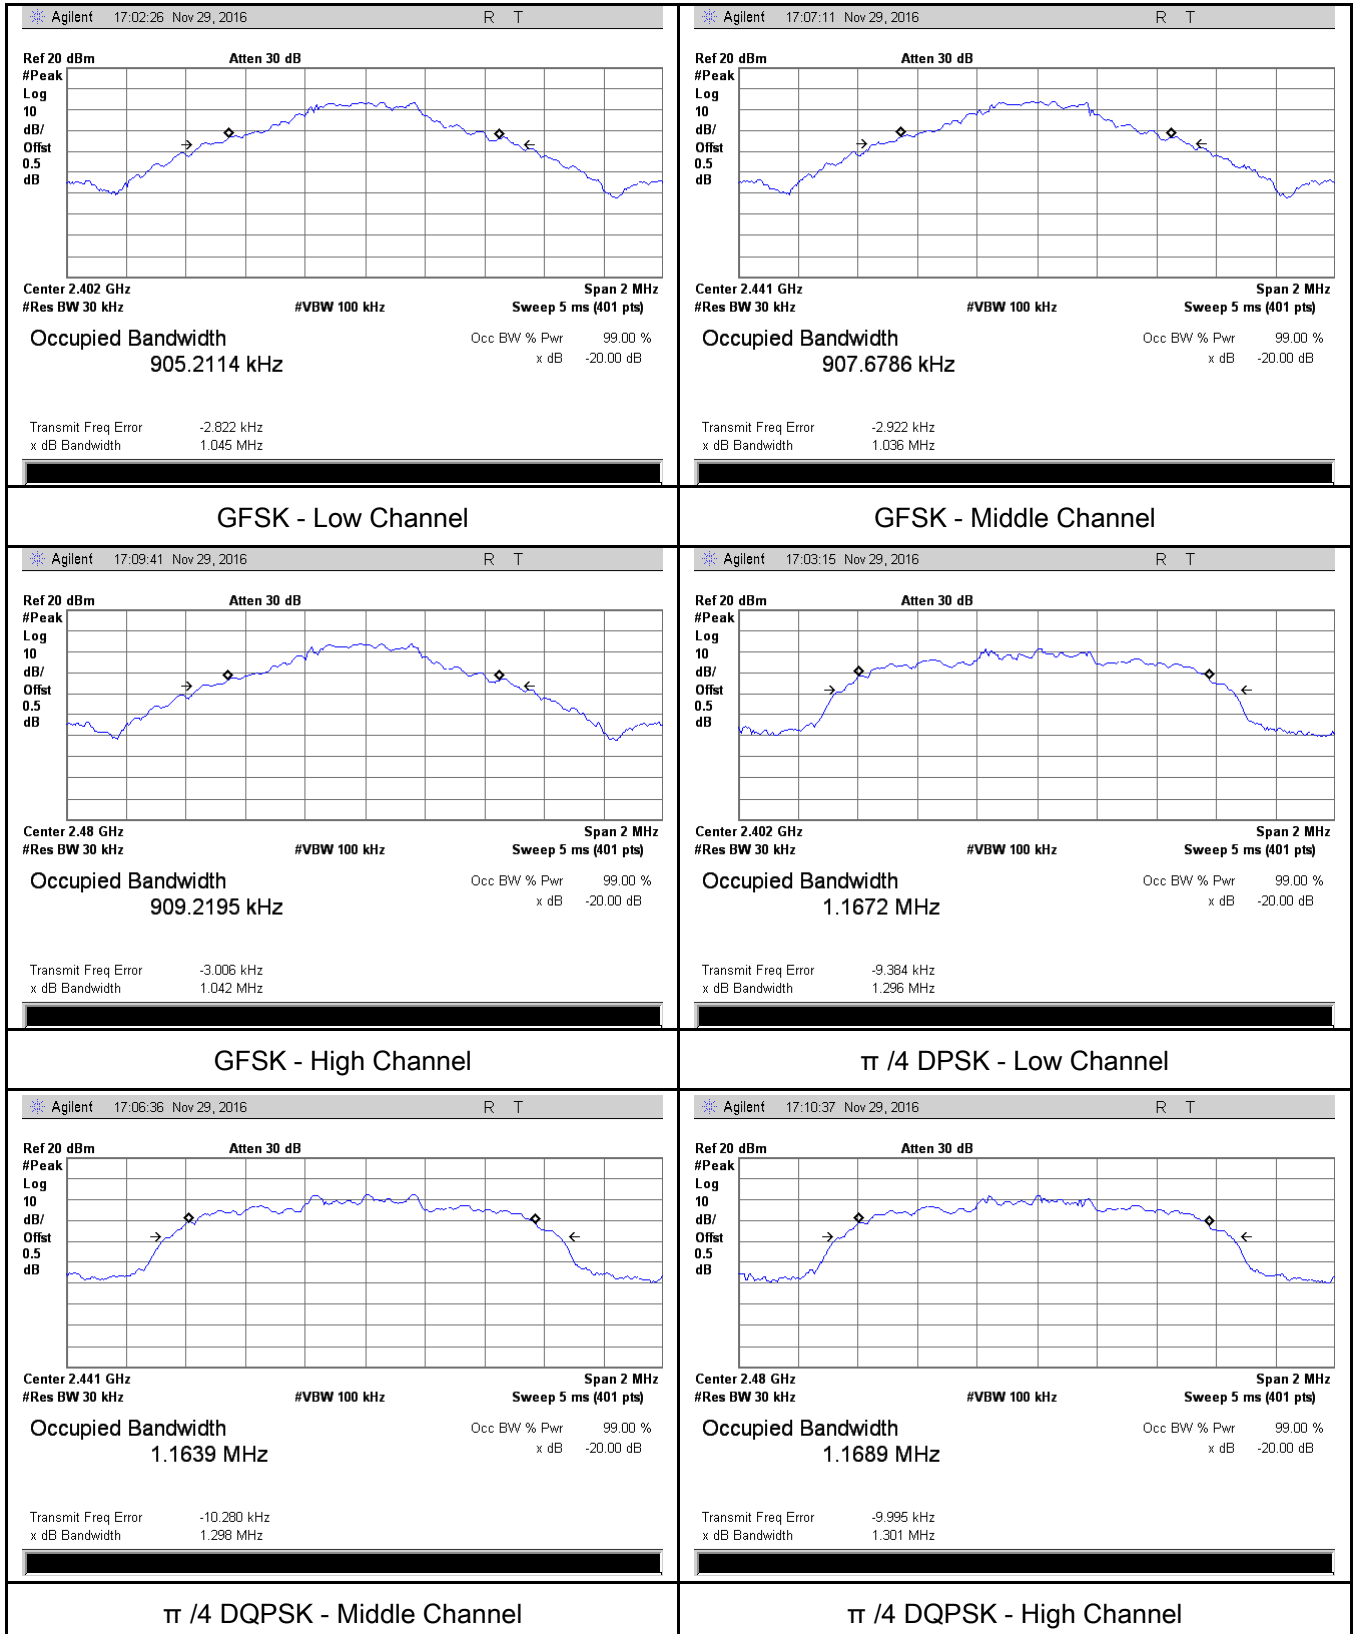 Agilent 17:02:26 Nov 29, 2016 R T
Ref 20 dBm Atten 30 dB
#Peak
Log
10
dB/
Offst
0.5
dB
Center 2.402 GHz Span 2 MHz
#Res BW 30 kHz #VBW 100 kHz Sweep 5 ms (401 pts)
Occupied Bandwidth Occ BW % Pwr 99.00 %
905.2114 kHz x dB -20.00 dB
Transmit Freq Error -2.822 kHz
x dB Bandwidth 1.045 MHz
GFSK - Low Channel
Agilent 17:07:11 Nov 29, 2016 R T
Ref 20 dBm Atten 30 dB
#Peak
Log
10
dB/
Offst
0.5
dB
Center 2.441 GHz Span 2 MHz
#Res BW 30 kHz #VBW 100 kHz Sweep 5 ms (401 pts)
Occupied Bandwidth Occ BW % Pwr 99.00 %
907.6786 kHz x dB -20.00 dB
Transmit Freq Error -2.922 kHz
x dB Bandwidth 1.036 MHz
GFSK - Middle Channel
Agilent 17:09:41 Nov 29, 2016 R T
Ref 20 dBm Atten 30 dB
#Peak
Log
10
dB/
Offst
0.5
dB
Center 2.48 GHz Span 2 MHz
#Res BW 30 kHz #VBW 100 kHz Sweep 5 ms (401 pts)
Occupied Bandwidth Occ BW % Pwr 99.00 %
909.2195 kHz x dB -20.00 dB
Transmit Freq Error -3.006 kHz
x dB Bandwidth 1.042 MHz
GFSK - High Channel
Agilent 17:03:15 Nov 29, 2016 R T
Ref 20 dBm Atten 30 dB
#Peak
Log
10
dB/
Offst
0.5
dB
Center 2.402 GHz Span 2 MHz
#Res BW 30 kHz #VBW 100 kHz Sweep 5 ms (401 pts)
Occupied Bandwidth Occ BW % Pwr 99.00 %
1.1672 MHz x dB -20.00 dB
Transmit Freq Error -9.384 kHz
x dB Bandwidth 1.296 MHz
π /4 DPSK - Low Channel
Agilent 17:06:36 Nov 29, 2016 R T
Ref 20 dBm Atten 30 dB
#Peak
Log
10
dB/
Offst
0.5
dB
Center 2.441 GHz Span 2 MHz
#Res BW 30 kHz #VBW 100 kHz Sweep 5 ms (401 pts)
Occupied Bandwidth Occ BW % Pwr 99.00 %
1.1639 MHz x dB -20.00 dB
Transmit Freq Error -10.280 kHz
x dB Bandwidth 1.298 MHz
π /4 DQPSK - Middle Channel
Agilent 17:10:37 Nov 29, 2016 R T
Ref 20 dBm Atten 30 dB
#Peak
Log
10
dB/
Offst
0.5
dB
Center 2.48 GHz Span 2 MHz
#Res BW 30 kHz #VBW 100 kHz Sweep 5 ms (401 pts)
Occupied Bandwidth Occ BW % Pwr 99.00 %
1.1689 MHz x dB -20.00 dB
Transmit Freq Error -9.995 kHz
x dB Bandwidth 1.301 MHz
π /4 DQPSK - High Channel